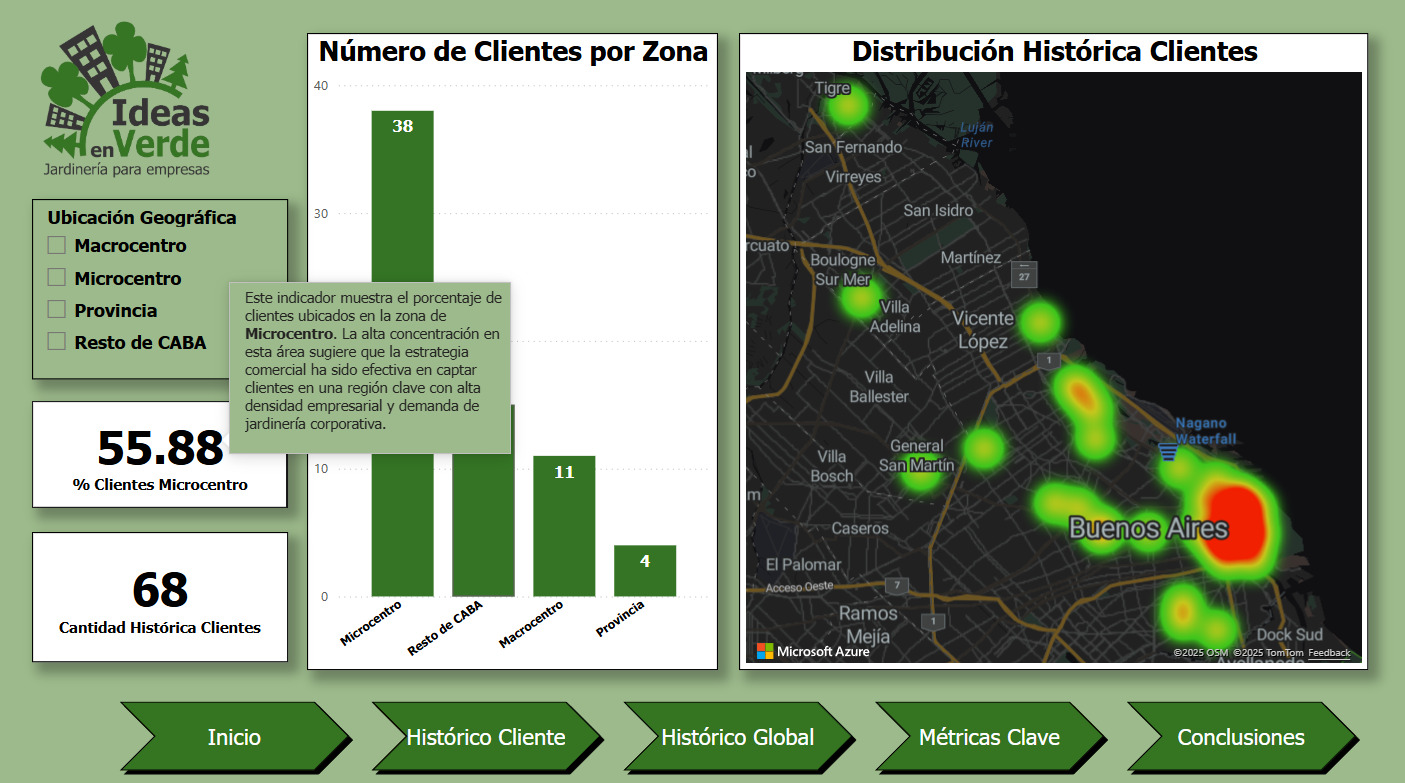 Ideas
en Verde
Jardinería para empresas
Ubicación Geográfica
Macrocentro
Microcentro
Provincia
Resto de CABA
55.88
% Clientes Microcentro
68
Cantidad Histórica Clientes
Este indicador muestra el porcentaje de
clientes ubicados en la zona de
Microcentro. La alta concentración en
esta área sugiere que la estrategia
comercial ha sido efectiva en captar
clientes en una región clave con alta
densidad empresarial y demanda de
jardinería corporativa.
Número de Clientes por Zona
40
30
10
0
38
11
4
Microcentro
Resto de CABA
Macrocentro
Provincia
Distribución Histórica Clientes
Tigre
Luján
River
San Fernando
Virreyes
San Isidro
Martínez
27
Boulogne
Sur Mer
Villa
Adelina
Vicente
López
1
Villa
Ballester
Nagano
Waterfall
General
San Martín
Villa
Bosch
Buenos Aires
Caseros
El Palomar
Acceso Oeste
7
Ramos
Mejía
1
Dock Sud
Avellaneda
Microsoft Azure
©2025 OSM ©2025 TomTom Feedback
Inicio
Histórico Cliente
Histórico Global
Métricas Clave
Conclusiones